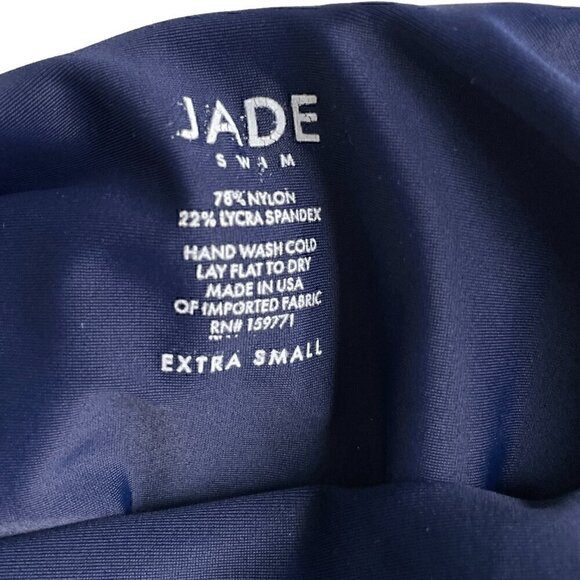 JADE
SWIM
78% NYLON
22% LYCRA SPANDEX
HAND WASH COLD
LAY FLAT TO DRY
MADE IN USA
OF IMPORTED FABRIC
RN# 159771
EXTRA SMALL